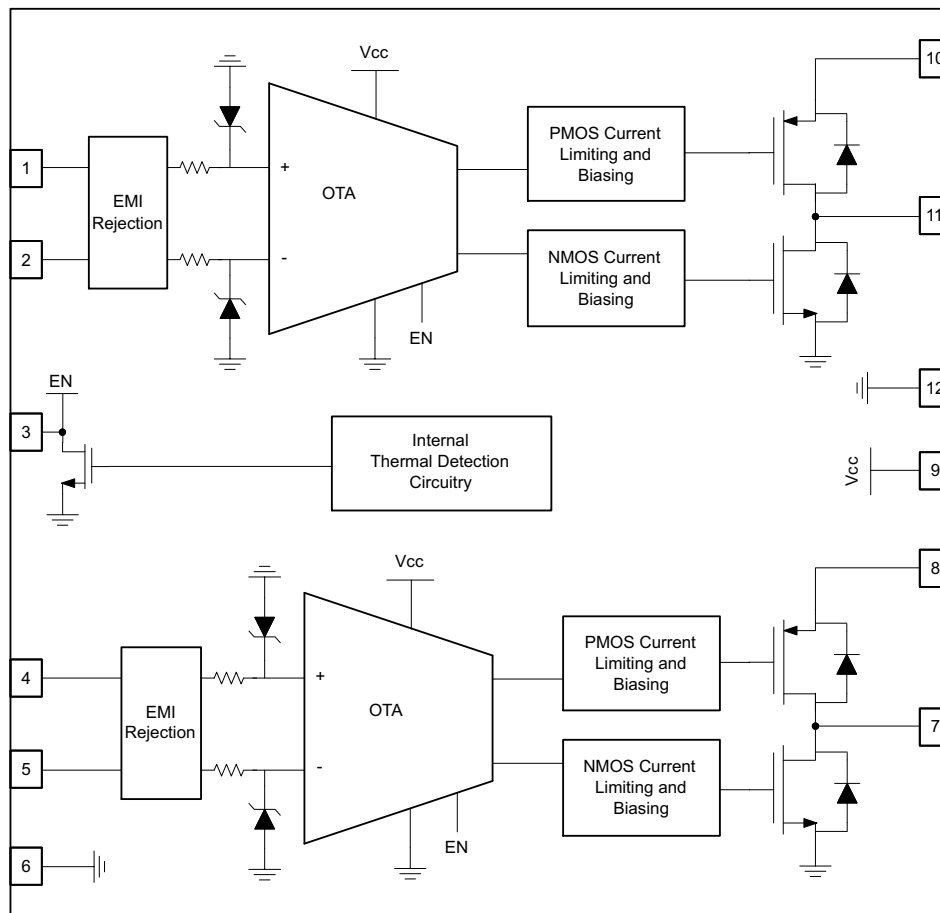 Vcc
10
PMOS Current
Limiting and
Biasing
1
+
EMI
Rejection
OTA
11
2
-
NMOS Current
Limiting and
Biasing
EN
EN
12
3
Internal
Thermal Detection
Circuitry
Vcc
9
Vcc
8
PMOS Current
Limiting and
Biasing
4
+
EMI
Rejection
OTA
7
5
-
NMOS Current
Limiting and
Biasing
EN
6